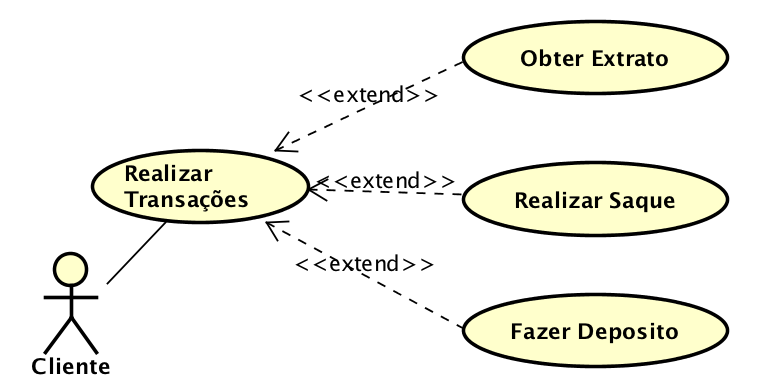 Obter Extrato
<<extend>>
Realizar
Transações
<<extend>>
Realizar Saque
<<extend>>
Fazer Deposito
Cliente